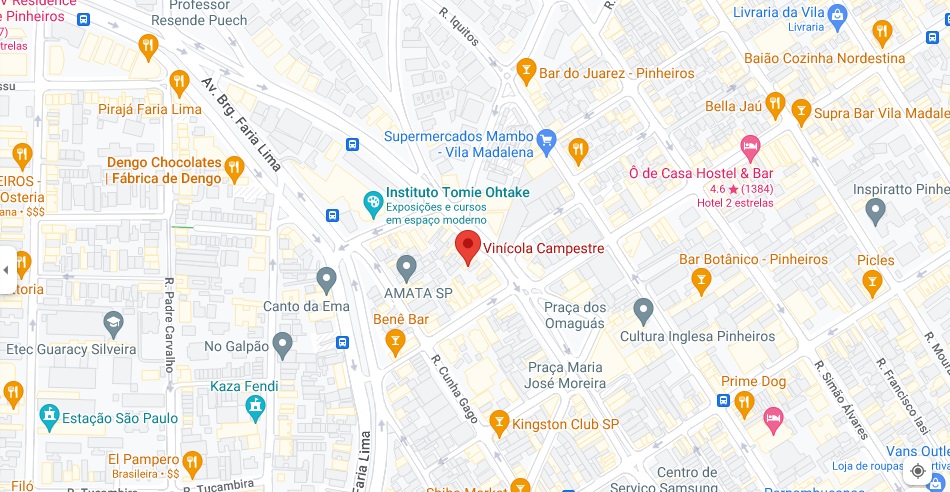 V Residence
e Pinheiros
7)
trelas
Professor
Resende Puech
R. Iquitos
R.
Livraria da Vila
Livraria
Baião Cozinha Nordestina
Bar do Juarez - Pinheiros
Bella Jaú
Supra Bar Vila Madale
ssu
Pirajá Faria Lima
Av. Brg. Faria Lima
Supermercados Mambo
- Vila Madalena
Dengo Chocolates
| Fábrica de Dengo
EIROS -
Osteria
ana • $$$
Ô de Casa Hostel & Bar
4.6 ★ (1384)
Hotel 2 estrelas
Instituto Tomie Ohtake
Exposições e cursos
em espaço moderno
Inspiratto Pinhe
Vinícola Campestre
Bar Botânico - Pinheiros
Picles
toria
AMATA SP
Canto da Ema
R. Padre Carvalho
Praça dos
Omaguás
Benê Bar
Cultura Inglesa Pinheiros
Etec Guaracy Silveira
No Galpão
R. Cunha Gago
Praça Maria
José Moreira
R. Simão Álvares
R. Francisco Iasi
R. Moura
Kaza Fendi
Prime Dog
Estação São Paulo
Kingston Club SP
El Pampero
Brasileira • $$
Faria Lima
Vans Outle
Loja de roupas
rtiva
Centro de
Serviço Samsung
Filó
R. Tucambira
R. Tucambira
Shiba Market
Pernambucanas